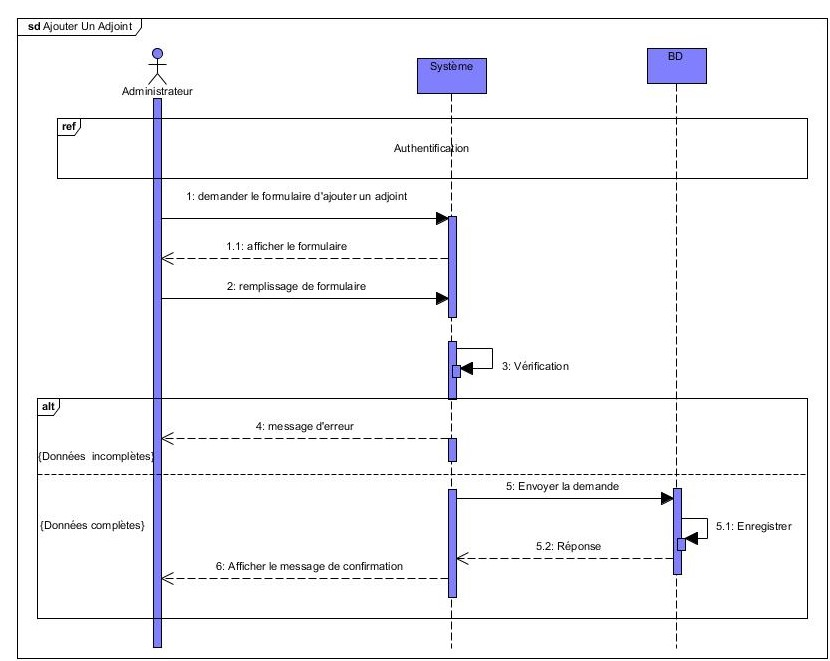 sd Ajouter Un Adjoint
Administrateur
Système
BD
ref
Authentification
1: demander le formulaire d'ajouter un adjoint
1.1: afficher le formulaire
2: remplissage de formulaire
3: Vérification
alt
4: message d'erreur
{Données incomplètes}
5: Envoyer la demande
{Données complètes}
5.1: Enregistrer
5.2: Réponse
6: Afficher le message de confirmation